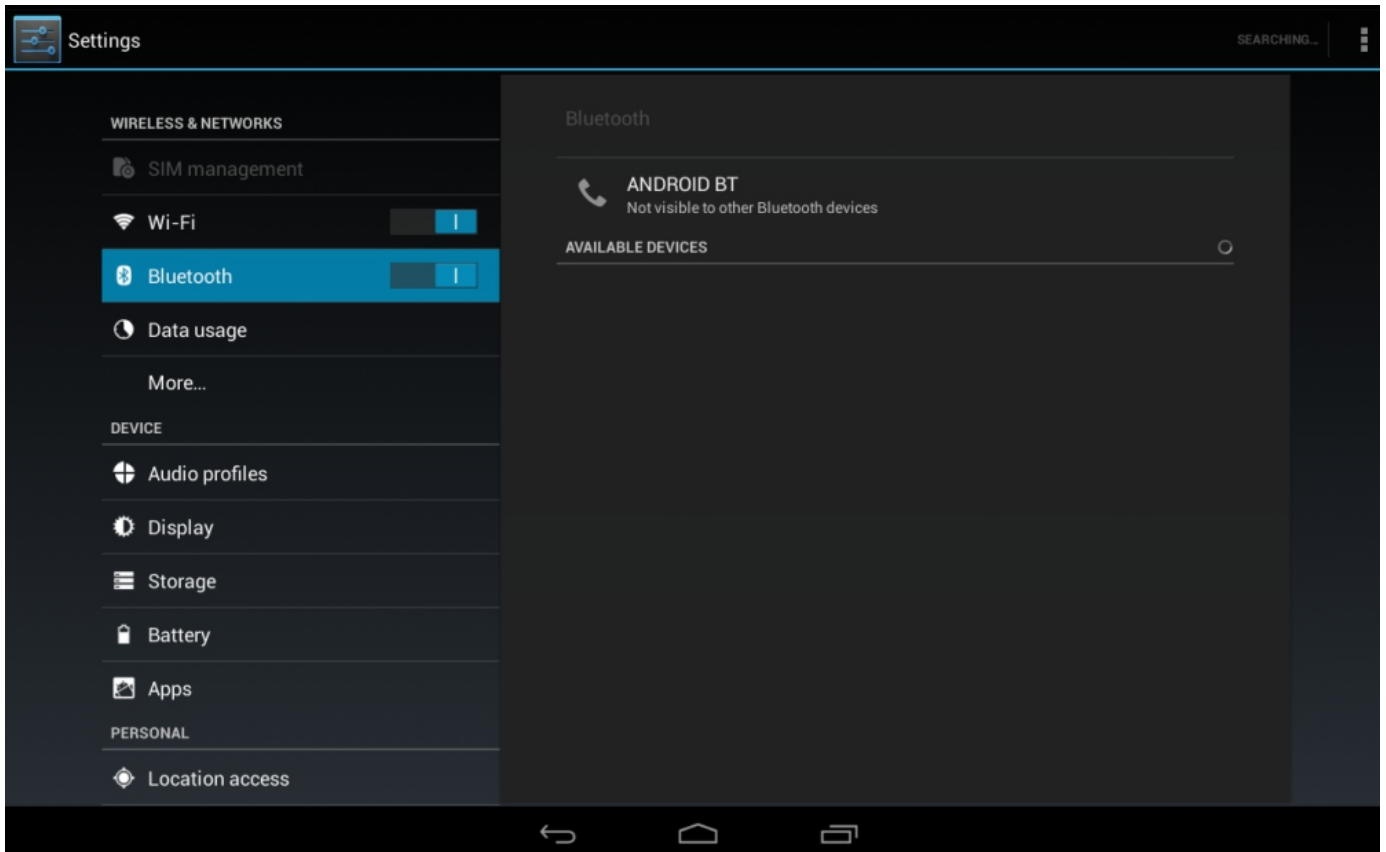 Settings
SEARCHING...
WIRELESS & NETWORKS
SIM management
Wi-Fi
Bluetooth
Data usage
More...
DEVICE
Audio profiles
Display
Storage
Battery
Apps
PERSONAL
Location access
Bluetooth
ANDROID BT
Not visible to other Bluetooth devices
AVAILABLE DEVICES